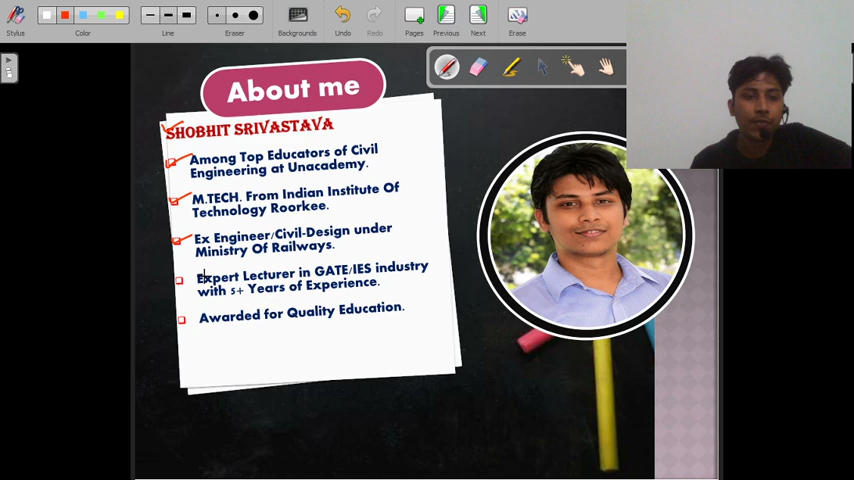 Stylus
Color
Line
Eraser
Backgrounds
Undo
Redo
Pages
Previous
Next
Erase
About me
SHOBHIT SRIVASTAVA
Among Top Educators of Civil
Engineering at Unacademy.
M.TECH. From Indian Institute Of
Technology Roorkee.
Ex Engineer/Civil-Design under
Ministry Of Railways.
Expert Lecturer in GATE/IES industry
with 5+ Years of Experience.
Awarded for Quality Education.